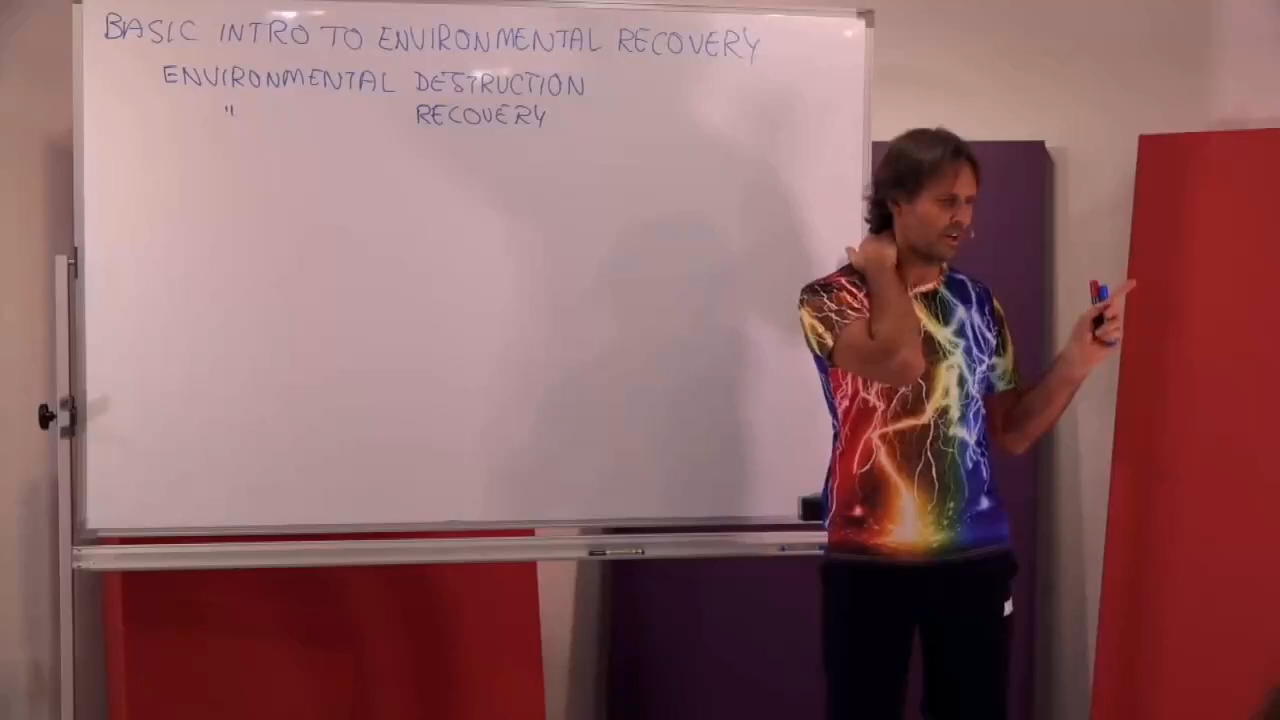 BASIC INTRO TO ENVIRONMENTAL RECOVERY
ENVIRONMENTAL DESTRUCTION
" RECOVERY